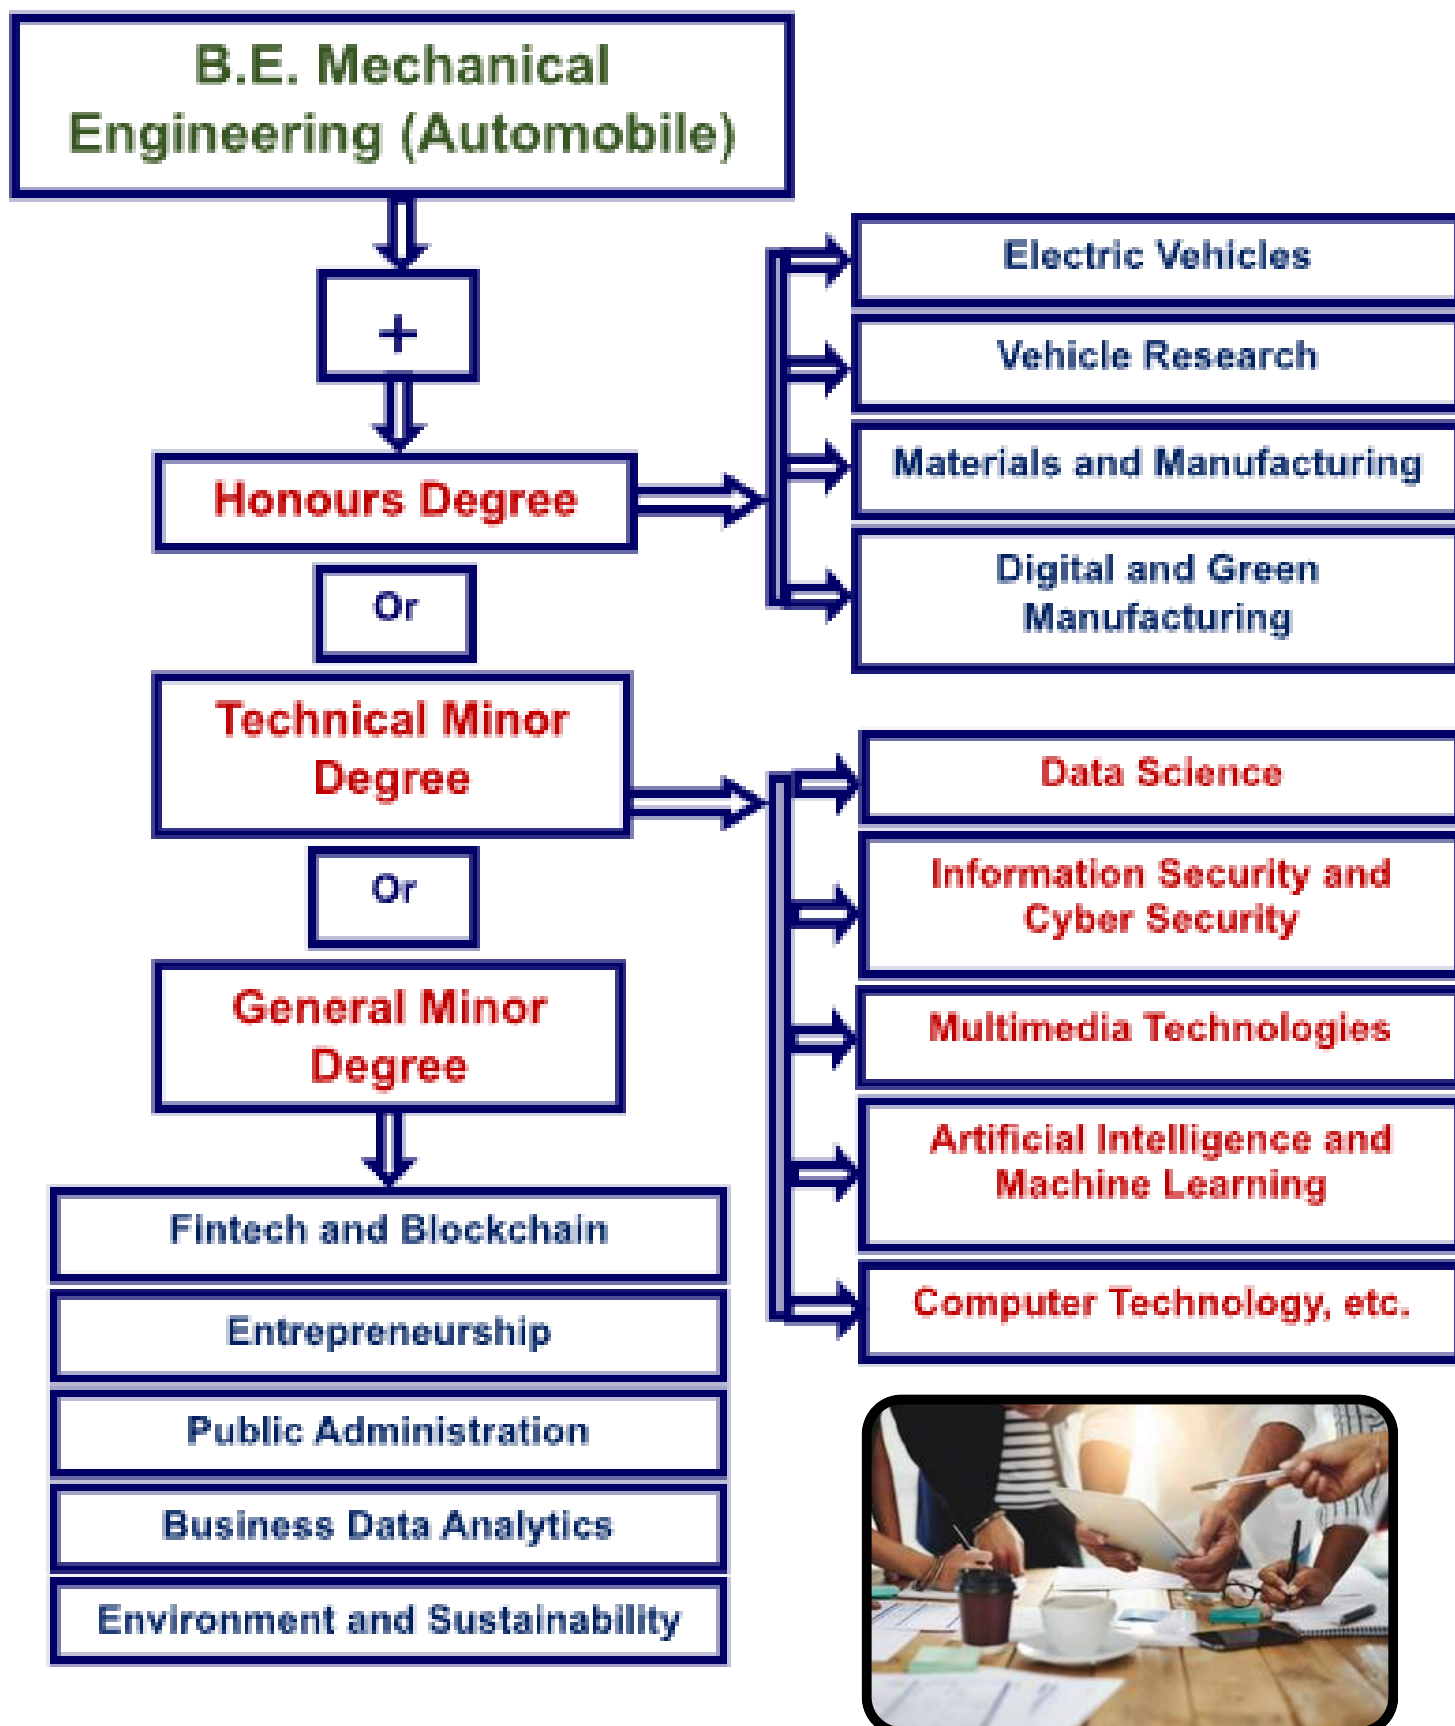 B.E. Mechanical
Engineering (Automobile)
+
Honours Degree
Electric Vehicles
Vehicle Research
Materials and Manufacturing
Digital and Green
Manufacturing
Or
Technical Minor
Degree
Data Science
Information Security and
Cyber Security
Multimedia Technologies
Artificial Intelligence and
Machine Learning
Computer Technology, etc.
Or
General Minor
Degree
Fintech and Blockchain
Entrepreneurship
Public Administration
Business Data Analytics
Environment and Sustainability